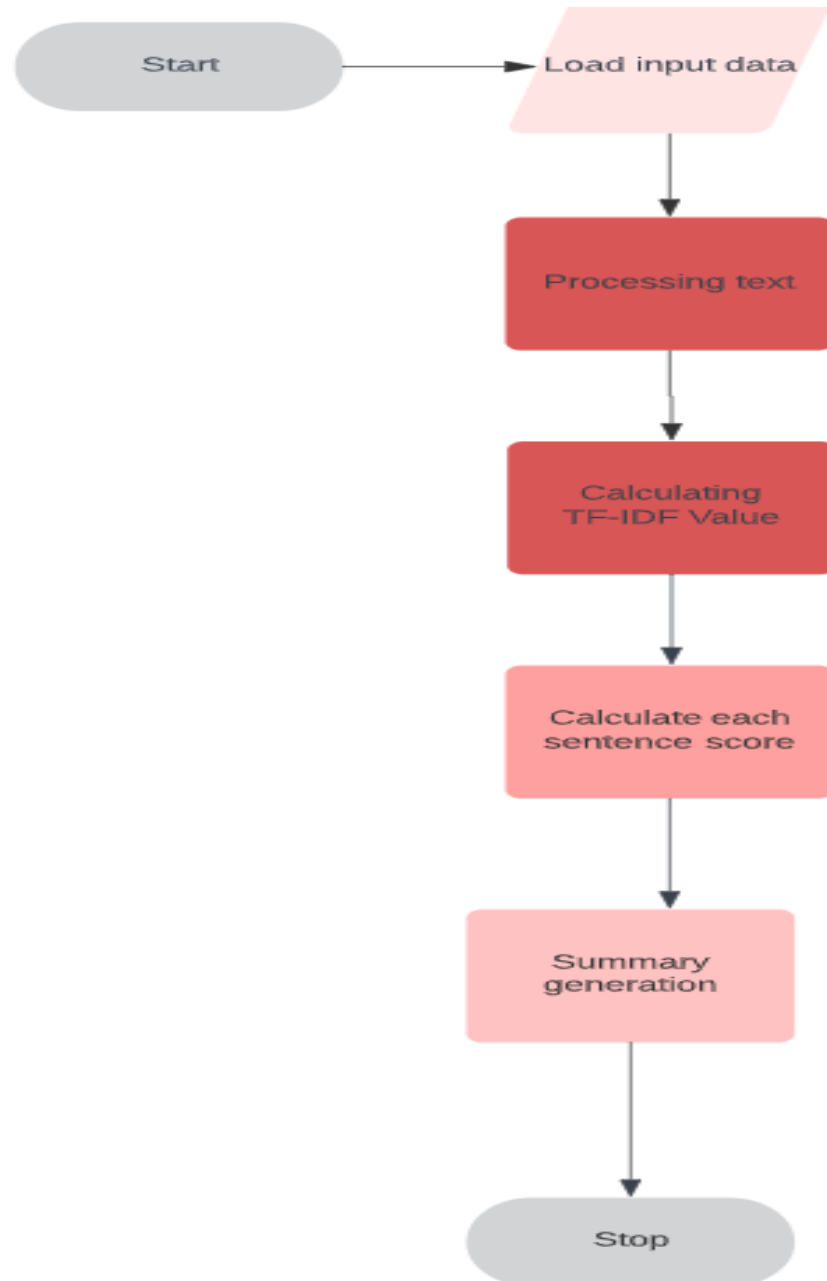 Start
Load input data
Processing text
Calculating
TF-IDF Value
Calculate each
sentence score
Summary
generation
Stop